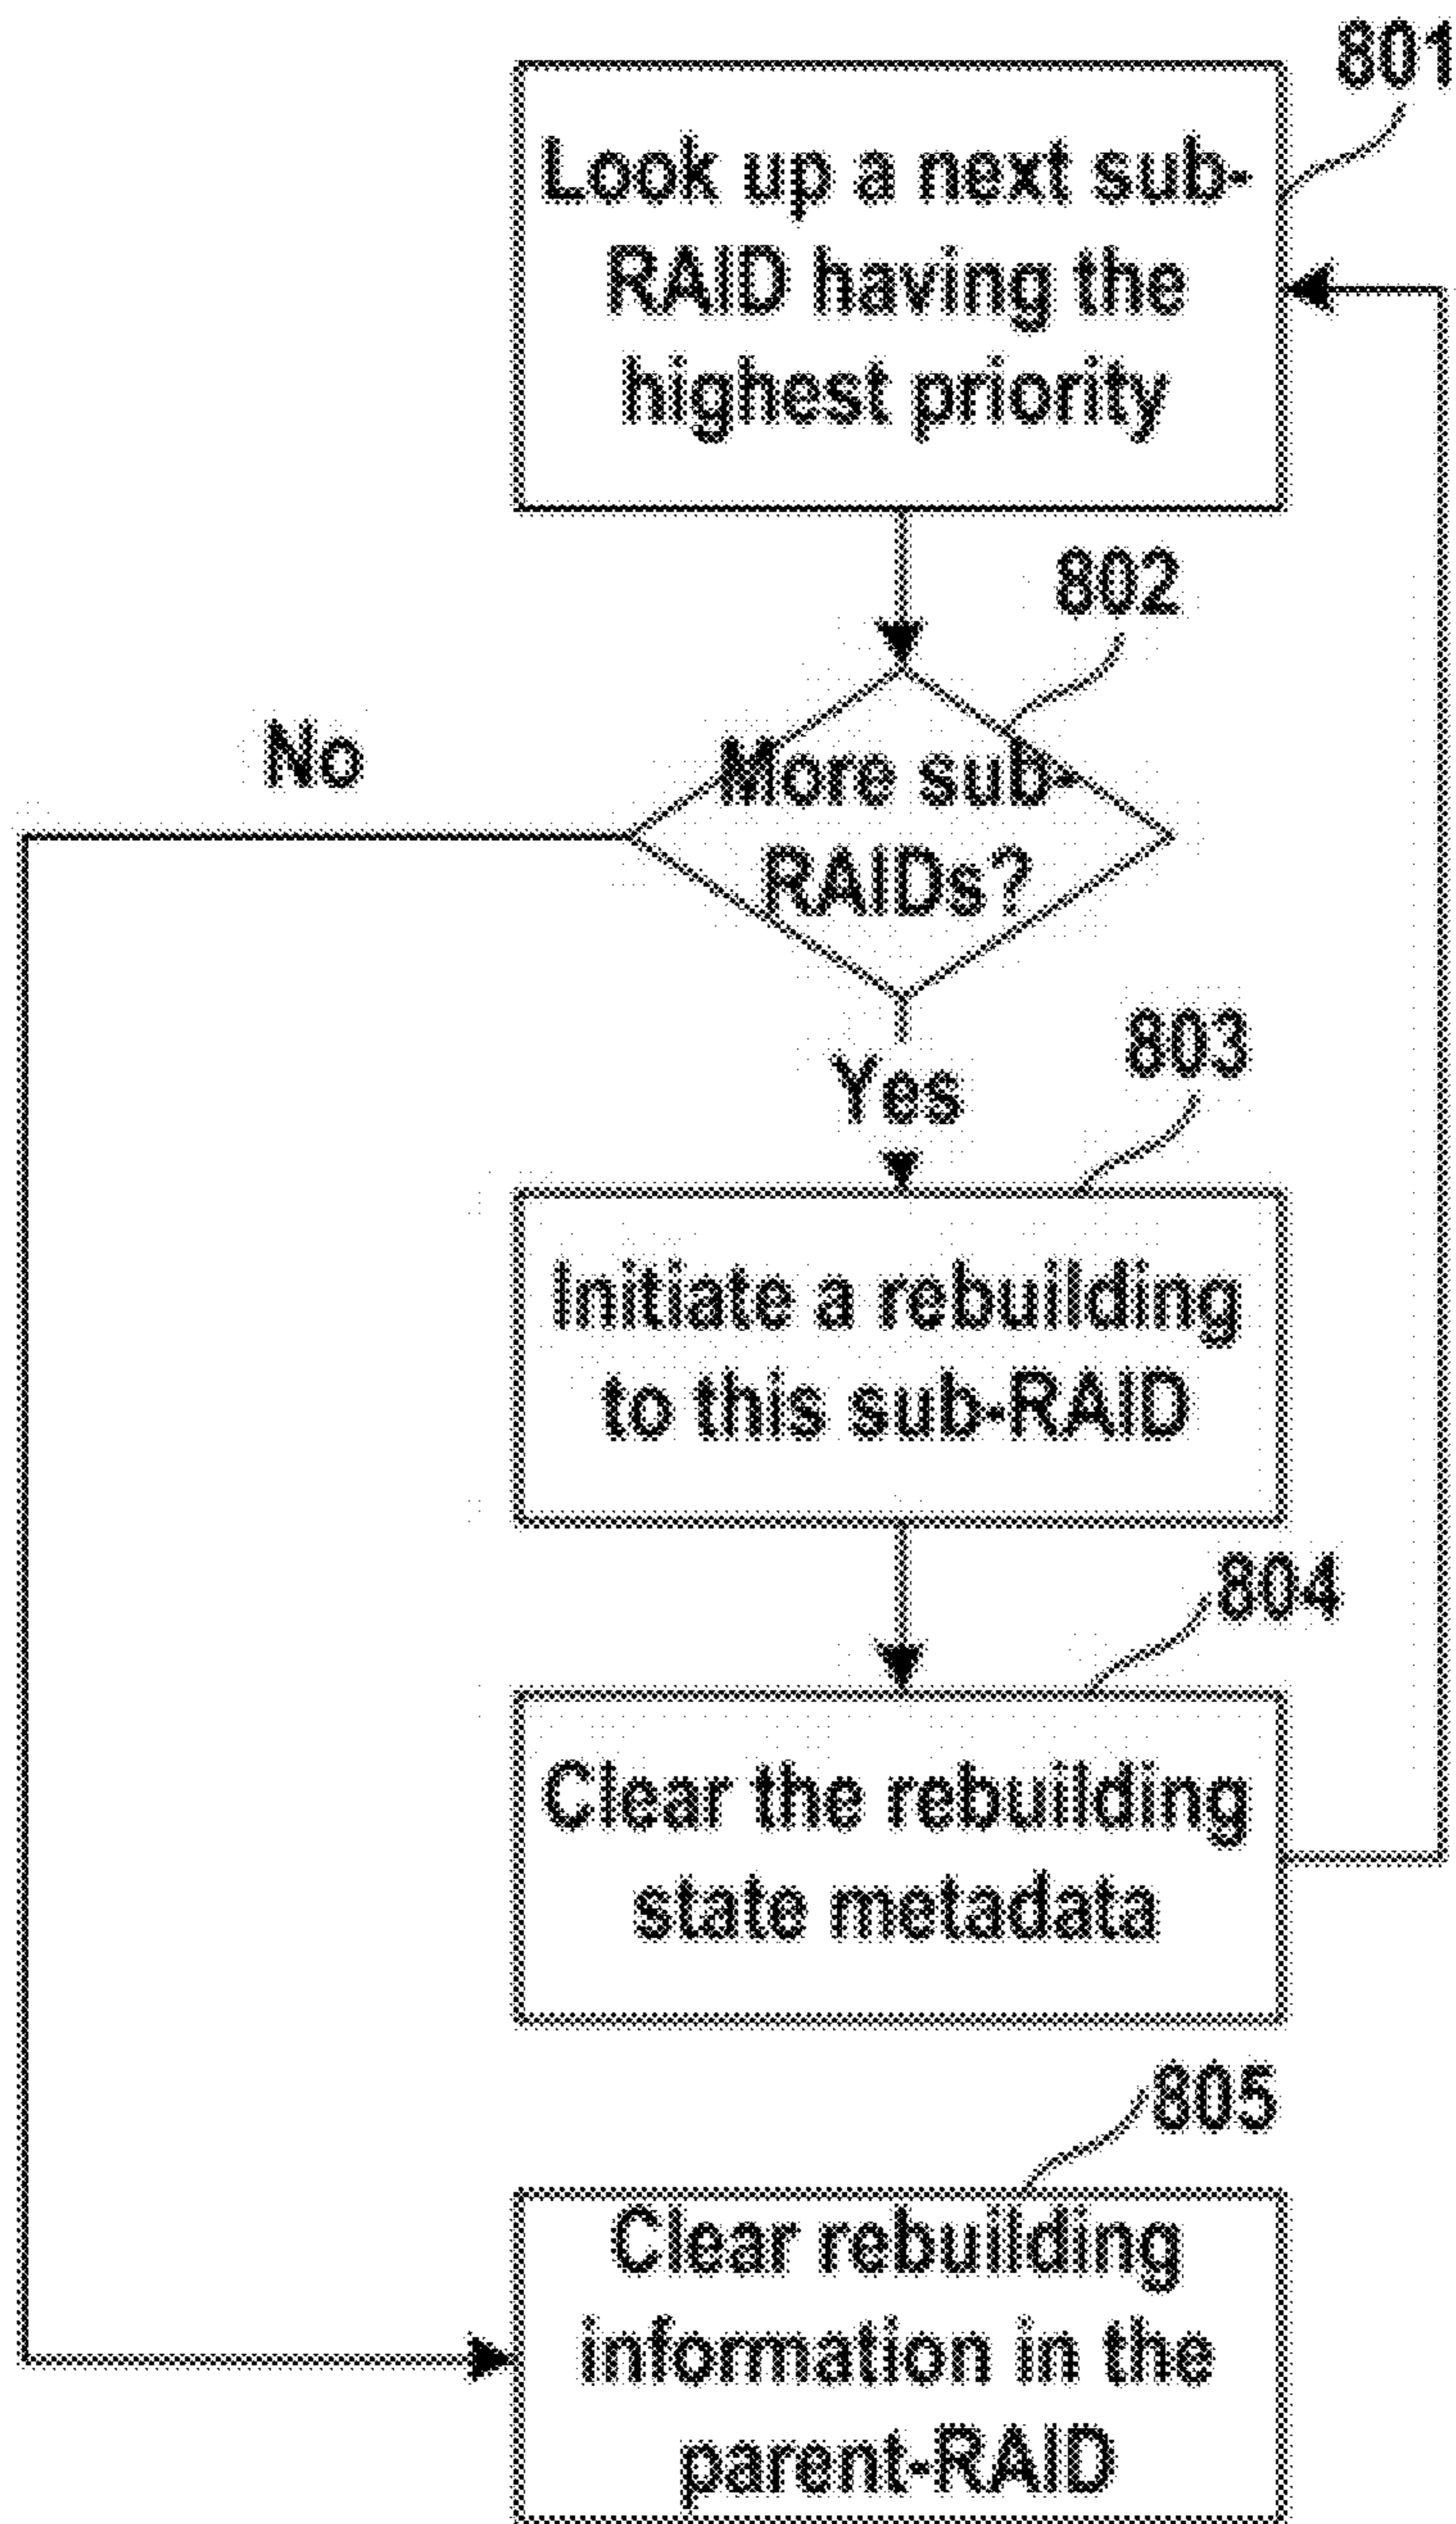 801
Look up a next sub-
RAID having the
highest priority
802
No
More sub-
RAIDs?
Yes
803
Initiate a rebuilding
to this sub-RAID
804
Clear the rebuilding
state metadata
805
Clear rebuilding
information in the
parent-RAID